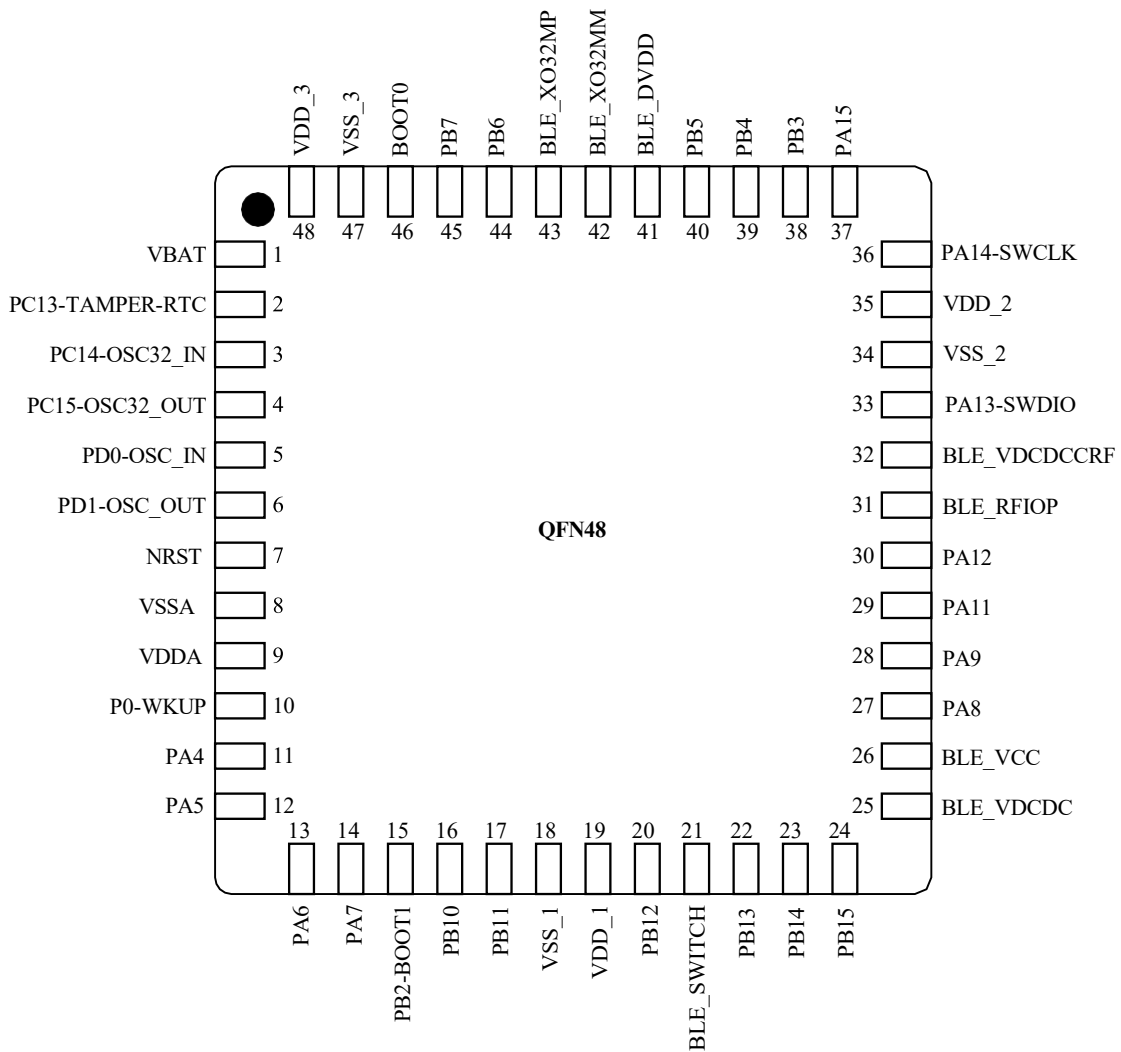 VDD_3
VSS_3
BOOT0
PB7
PB6
BLE_XO32MP
BLE_XO32MM
BLE_DVDD
PB5
PB4
PB3
PA15
48 47 46 45 44 43 42 41 40 39 38 37
VBAT 1
PC13-TAMPER-RTC 2
PC14-OSC32_IN 3
PC15-OSC32_OUT 4
PD0-OSC_IN 5
PD1-OSC_OUT 6
NRST 7
VSSA 8
VDDA 9
P0-WKUP 10
PA4 11
PA5 12
QFN48
36 PA14-SWCLK
35 VDD_2
34 VSS_2
33 PA13-SWDIO
32 BLE_VDCDCCRF
31 BLE_RFIOP
30 PA12
29 PA11
28 PA9
27 PA8
26 BLE_VCC
25 BLE_VDCDC
13 14 15 16 17 18 19 20 21 22 23 24
PA6
PA7
PB2-BOOT1
PB10
PB11
VSS_1
VDD_1
PB12
BLE_SWITCH
PB13
PB14
PB15